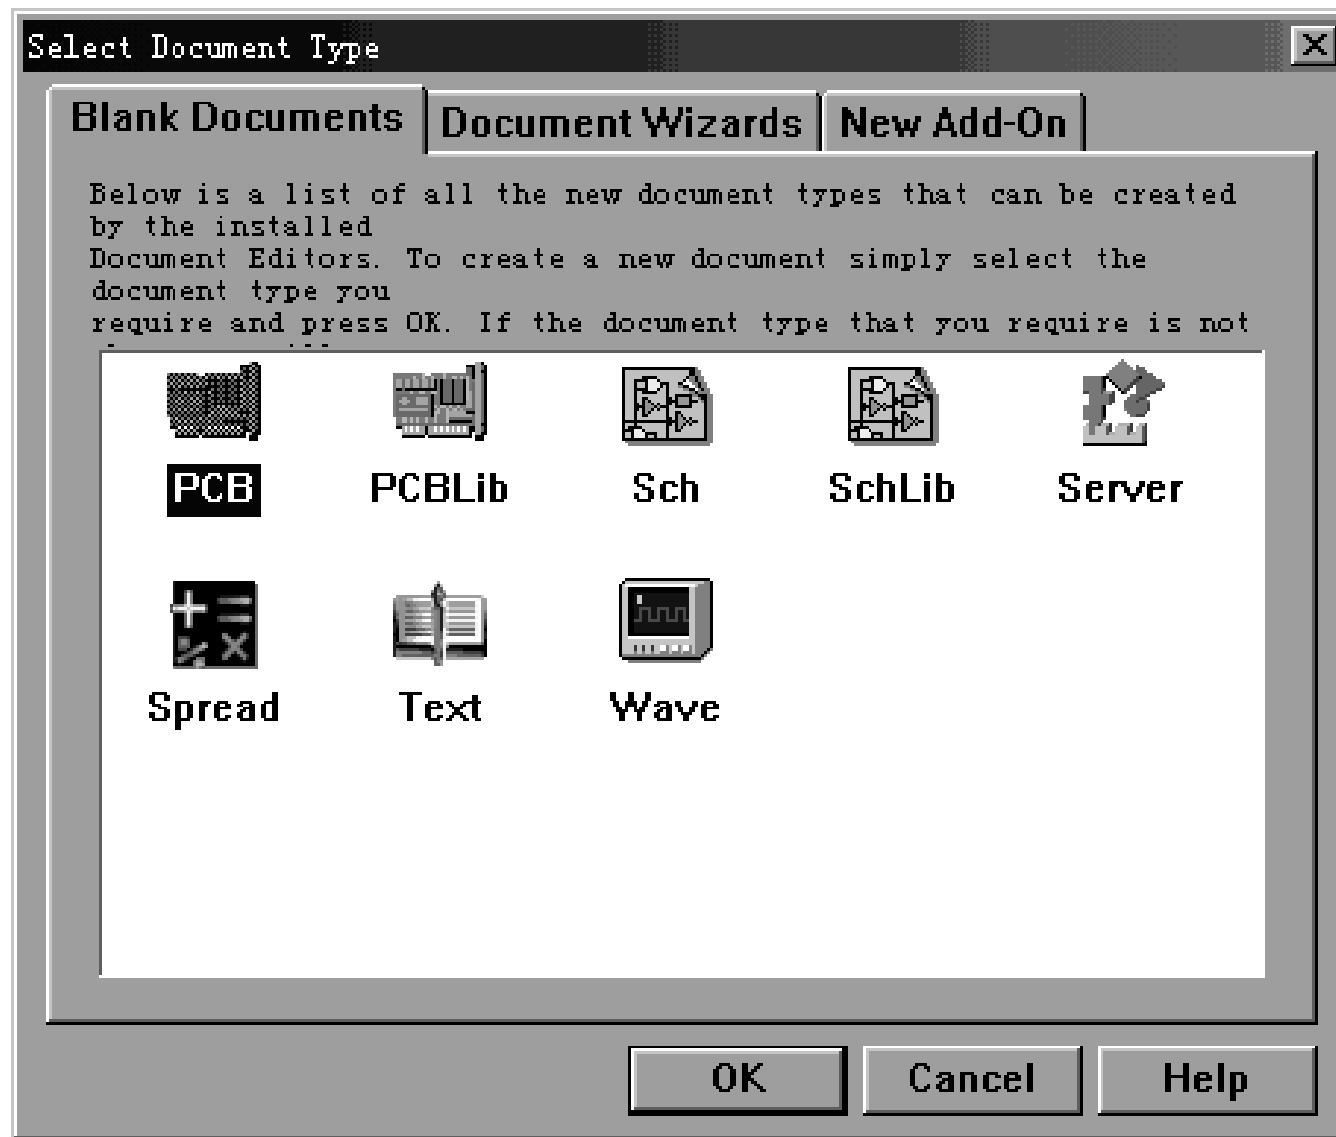 Select Document Type
Blank Documents Document Wizards New Add-On
Below is a list of all the new document types that can be created
by the installed
Document Editors. To create a new document simply select the
document type you
require and press OK. If the document type that you require is not
PCB PCBLib Sch SchLib Server
Spread Text Wave
OK Cancel Help